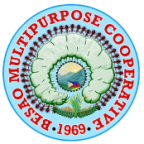 BESAO MULTIPURPOSE COOPERATIVE
• 1969 •